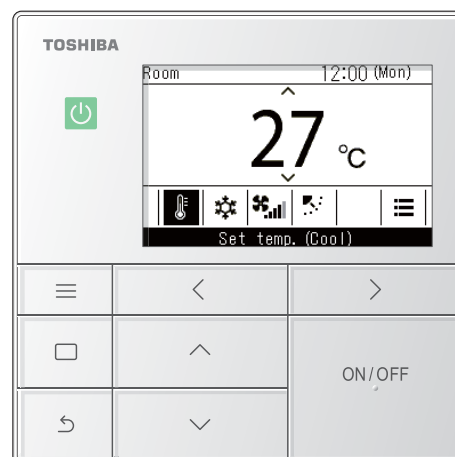 TOSHIBA
Room 12:00 (Mon)
27 °C
Set temp. (Cool)
ON/OFF